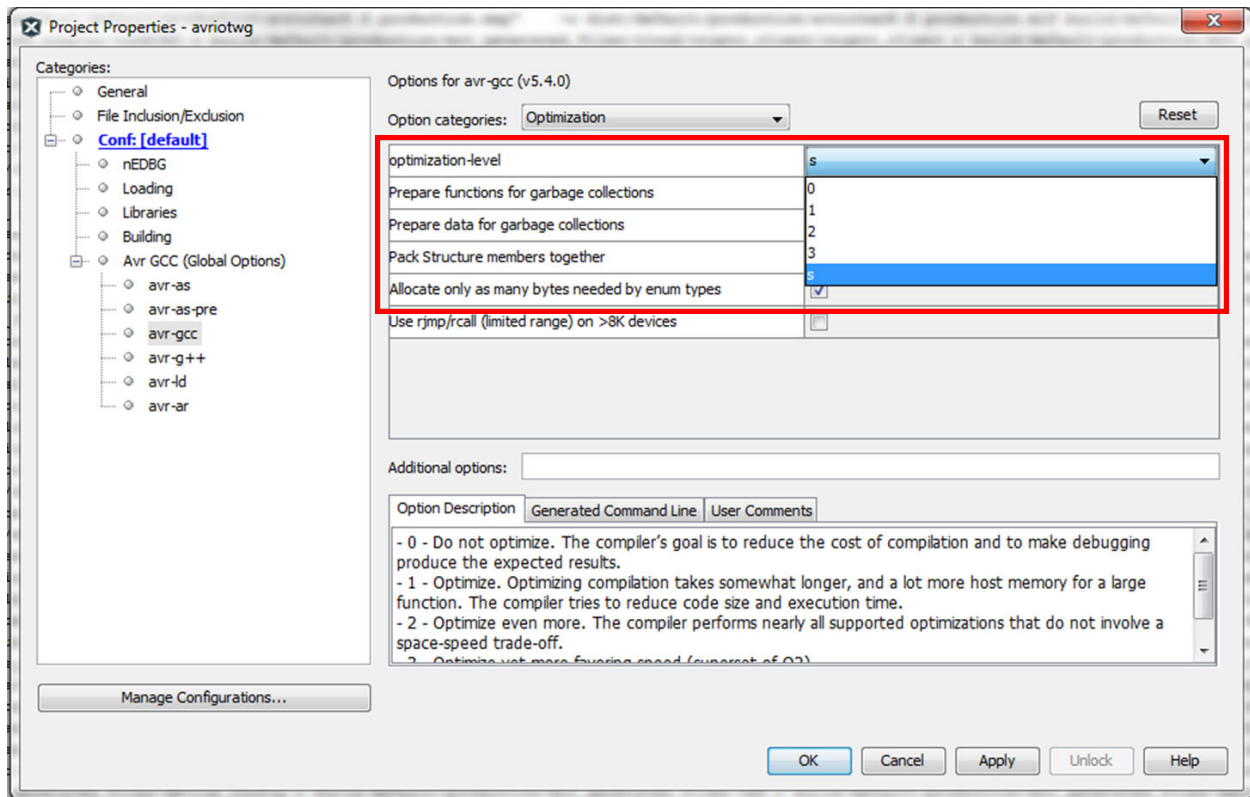 Project Properties - avriotwg
Categories:
General
File Inclusion/Exclusion
Conf: [default]
nEDBG
Loading
Libraries
Building
Avr GCC (Global Options)
avr-as
avr-as-pre
avr-gcc
avr-g++
avr-ld
avr-ar
Manage Configurations...
Options for avr-gcc (v5.4.0)
Option categories: Optimization
Reset
optimization-level s
0
1
2
3
s
Prepare functions for garbage collections
Prepare data for garbage collections
Pack Structure members together
Allocate only as many bytes needed by enum types
Use rjmp/rcall (limited range) on >8K devices
Additional options:
Option Description Generated Command Line User Comments
- 0 - Do not optimize. The compiler's goal is to reduce the cost of compilation and to make debugging
produce the expected results.
- 1 - Optimize. Optimizing compilation takes somewhat longer, and a lot more host memory for a large
function. The compiler tries to reduce code size and execution time.
- 2 - Optimize even more. The compiler performs nearly all supported optimizations that do not involve a
space-speed trade-off.
Optimize yet more favoring speed (superset of O2)
OK Cancel Apply Unlock Help